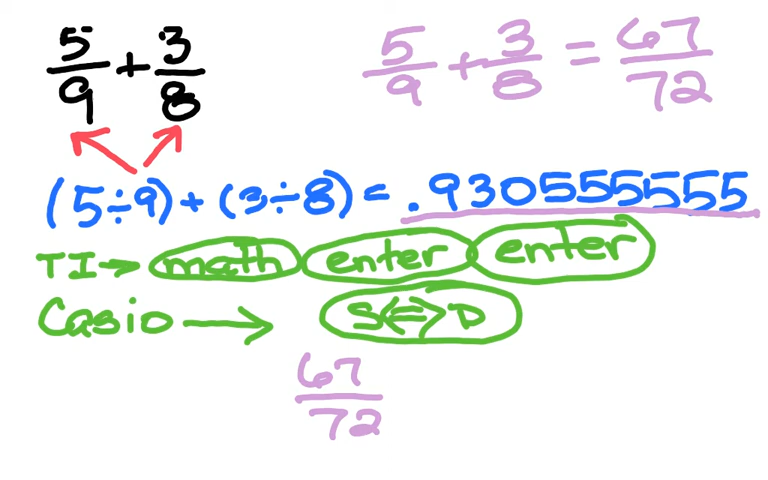 5/9 + 3/8
5/9 + 3/8 = 67/72
(5÷9) + (3÷8) = .9305555555
TI → math enter enter
Casio → S⇔D
67/72